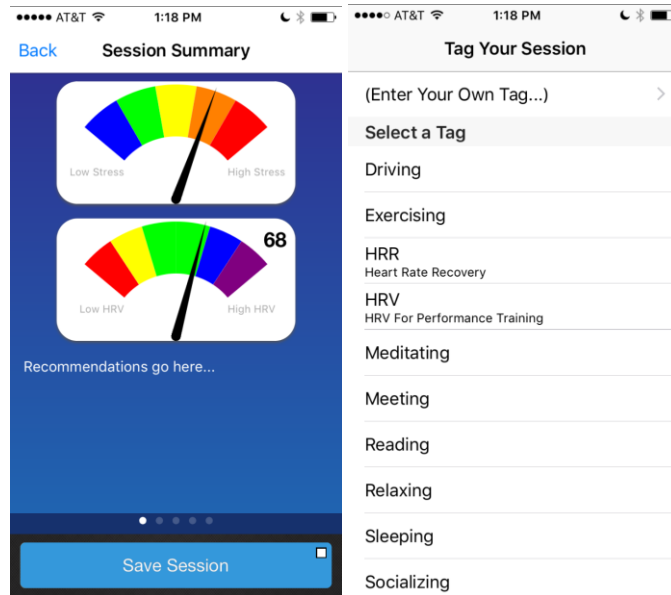 AT&T 1:18 PM
Back Session Summary
Low Stress High Stress
68
Low HRV High HRV
Recommendations go here...
Save Session
AT&T 1:18 PM
Tag Your Session
(Enter Your Own Tag...)
Select a Tag
Driving
Exercising
HRR
Heart Rate Recovery
HRV
HRV For Performance Training
Meditating
Meeting
Reading
Relaxing
Sleeping
Socializing